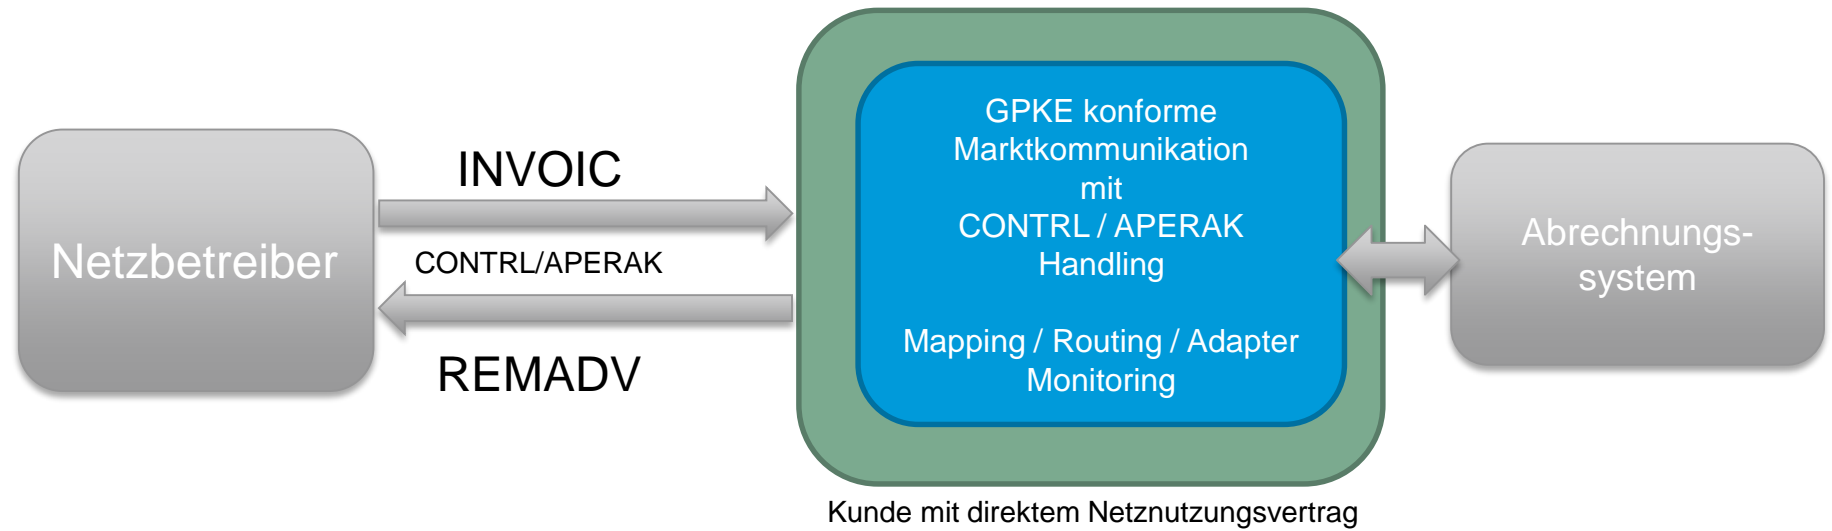 Netzbetreiber
INVOIC
CONTRL/APERAK
REMADV
GPKE konforme
Marktkommunikation
mit
CONTRL / APERAK
Handling
Mapping / Routing / Adapter
Monitoring
Abrechnungs-
system
Kunde mit direktem Netznutzungsvertrag